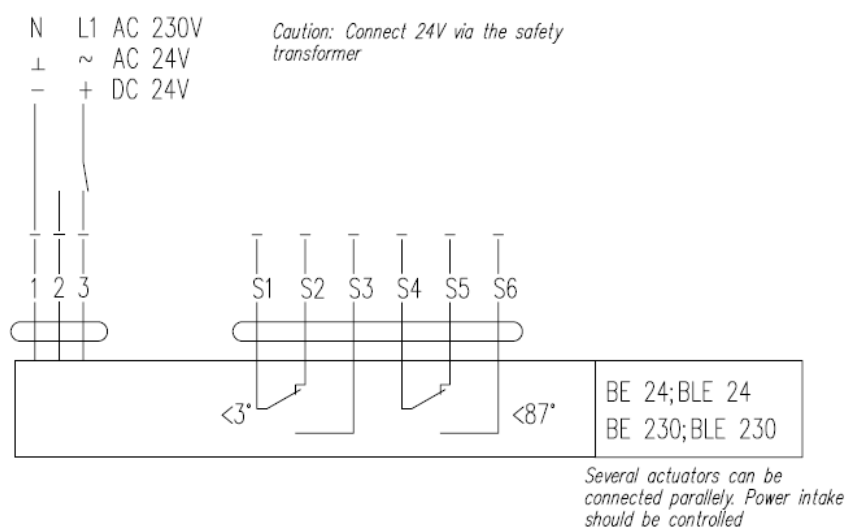 N L1 AC 230V
⊥ ~ AC 24V
− + DC 24V
Caution: Connect 24V via the safety
transformer
1 2 3 S1 S2 S3 S4 S5 S6
<3° <87°
BE 24;BLE 24
BE 230;BLE 230
Several actuators can be
connected parallely. Power intake
should be controlled